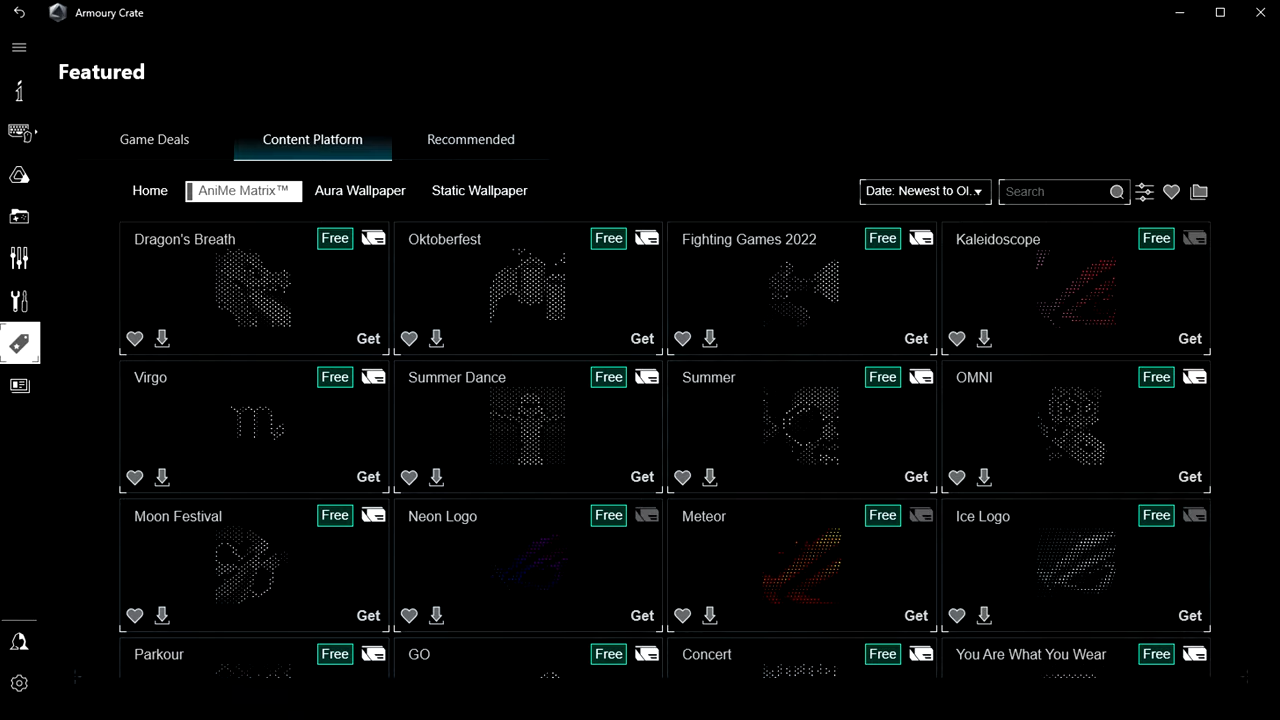 Armoury Crate
Featured
Game Deals
Content Platform
Recommended
Home
AniMe Matrix™
Aura Wallpaper
Static Wallpaper
Date: Newest to Ol.
Search
Dragon's Breath Free
Oktoberfest Free
Fighting Games 2022 Free
Kaleidoscope Free
Get
Get
Get
Get
Virgo Free
Summer Dance Free
Summer Free
OMNI Free
Get
Get
Get
Get
Moon Festival Free
Neon Logo Free
Meteor Free
Ice Logo Free
Get
Get
Get
Get
Parkour Free
GO Free
Concert Free
You Are What You Wear Free